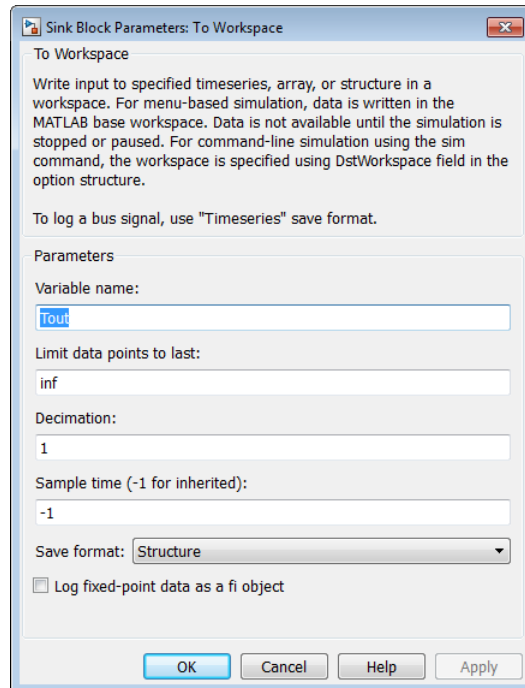 Sink Block Parameters: To Workspace
To Workspace
Write input to specified timeseries, array, or structure in a
workspace. For menu-based simulation, data is written in the
MATLAB base workspace. Data is not available until the simulation is
stopped or paused. For command-line simulation using the sim
command, the workspace is specified using DstWorkspace field in the
option structure.
To log a bus signal, use "Timeseries" save format.
Parameters
Variable name:
Tout
Limit data points to last:
inf
Decimation:
1
Sample time (-1 for inherited):
-1
Save format: Structure
Log fixed-point data as a fi object
OK Cancel Help Apply